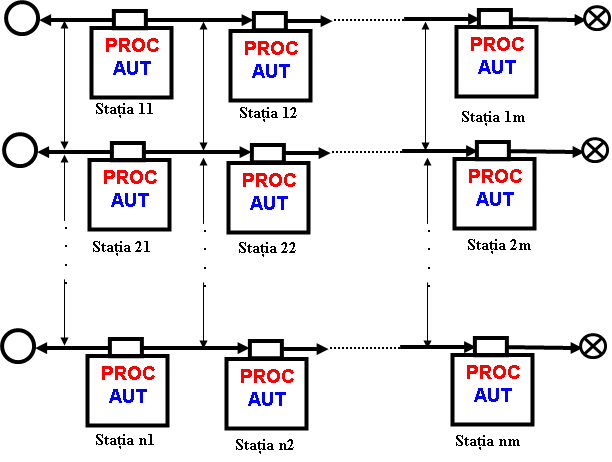 PROC
AUT
Stația 11
PROC
AUT
Stația 12
PROC
AUT
Stația 1m
PROC
AUT
Stația 21
PROC
AUT
Stația 22
PROC
AUT
Stația 2m
PROC
AUT
Stația n1
PROC
AUT
Stația n2
PROC
AUT
Stația nm